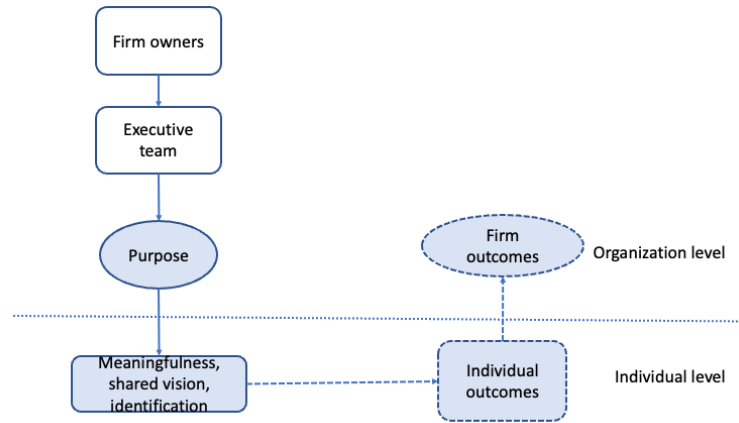 Firm owners
Executive
team
Purpose
Firm
outcomes
Organization level
Meaningfulness,
shared vision,
identification
Individual
outcomes
Individual level